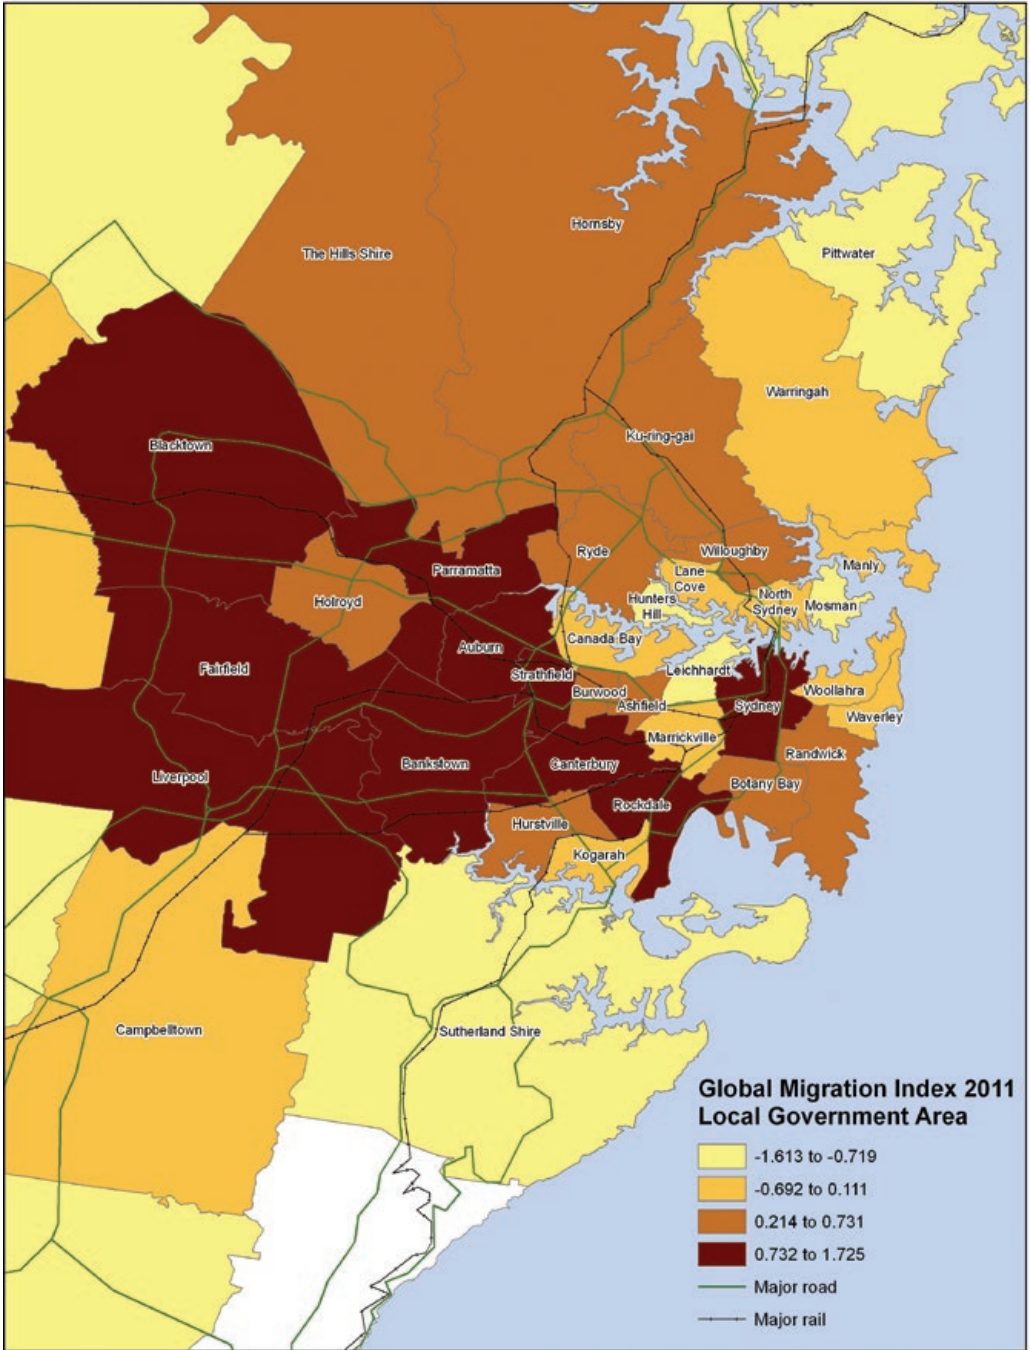 Hornsby
The Hills Shire
Pittwater
Warringah
Ku-ring-gai
Blacktown
Ryde
Willoughby
Manly
Parramatta
Lane
Cove
Holroyd
Hunters
Hill
North
Sydney
Mosman
Canada Bay
Auburn
Fairfield
Strathfield
Leichhardt
Burwood
Woollahra
Ashfield
Sydney
Waverley
Marrickville
Randwick
Liverpool
Bankstown
Canterbury
Botany Bay
Rockdale
Hurstville
Kogarah
Campbelltown
Sutherland Shire
Global Migration Index 2011
Local Government Area
-1.613 to -0.719
-0.692 to 0.111
0.214 to 0.731
0.732 to 1.725
Major road
Major rail